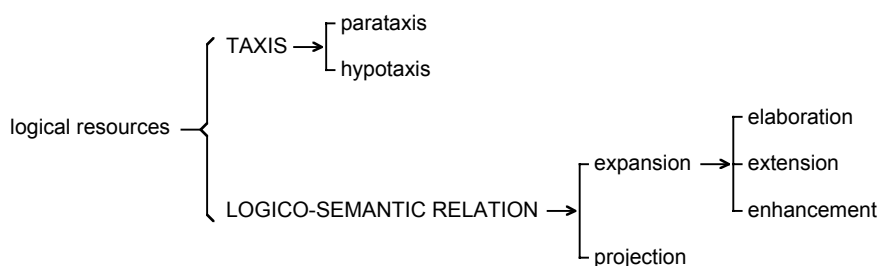 parataxis
TAXIS
hypotaxis
logical resources
elaboration
expansion
extension
LOGICO-SEMANTIC RELATION
enhancement
projection